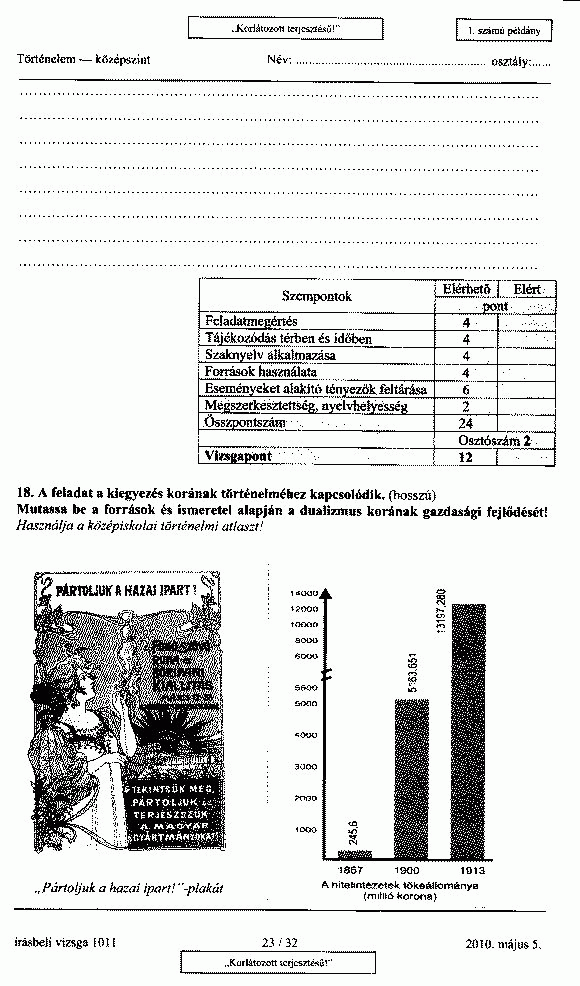 „Korlátozott terjesztésű!”
1. számú példány
Történelem — középszint Név: ................................................ osztály:......
Szempontok Elérhető Elért
pont
Feladatmegértés 4
Tájékozódás térben és időben 4
Szaknyelv alkalmazása 4
Források használata 4
Eseményeket alakító tényezők feltárása 6
Megszerkesztettség, nyelvhelyesség 2
Összpontszám 24
Osztószám 2
Vizsgapont 12
18. A feladat a kiegyezés korának történelméhez kapcsolódik. (hosszú)
Mutassa be a források és ismeretei alapján a dualizmus korának gazdasági fejlődését!
Használja a középiskolai történelmi atlaszt!
PÁRTOLJUK A HAZAI IPART!
TEKINTSÜK MEG,
PÁRTOLJUK és
TERJESSZÜK
A MAGYAR
GYÁRTMÁNYOKAT
14000
12000
10000
8000
6000
5600
5000
4000
3000
2000
1000
245,6
5163,651
13197,280
1867 1900 1913
A hitelintézetek tőkeállománya
(millió korona)
„Pártoljuk a hazai ipart!”-plakát
írásbeli vizsga 1011 23 / 32 2010. május 5.
„Korlátozott terjesztésű!”